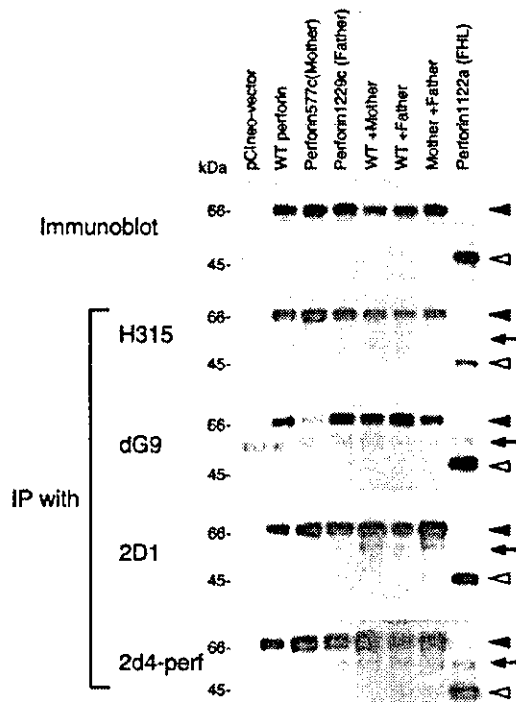 pCIneo-vector
WT perforin
Perforin577c(Mother)
Perforin1229c (Father)
WT +Mother
WT +Father
Mother +Father
Perforin1122a (FHL)
kDa
Immunoblot
66-
45-
IP with
H315
66-
45-
dG9
66-
45-
2D1
66-
45-
2d4-perf
66-
45-